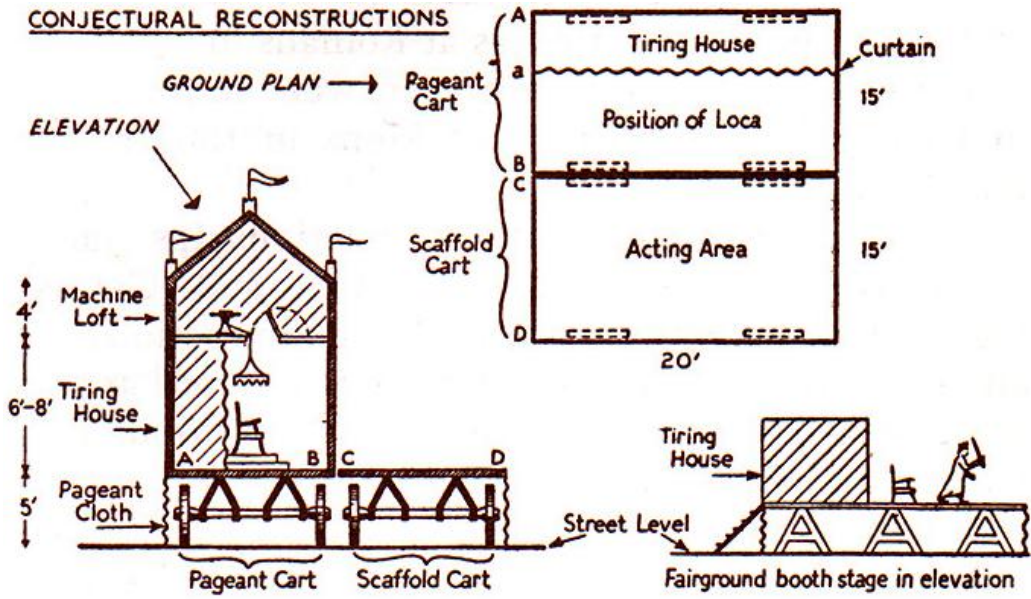 CONJECTURAL RECONSTRUCTIONS
GROUND PLAN
ELEVATION
A
Tiring House
Curtain
a
Pageant
Cart
15'
Position of Loca
B
C
Scaffold
Cart
Acting Area
15'
D
20'
4'
Machine
Loft
6'-8'
Tiring
House
A
B
C
D
5'
Pageant
Cloth
Pageant Cart
Scaffold Cart
Street Level
Tiring
House
Fairground booth stage in elevation